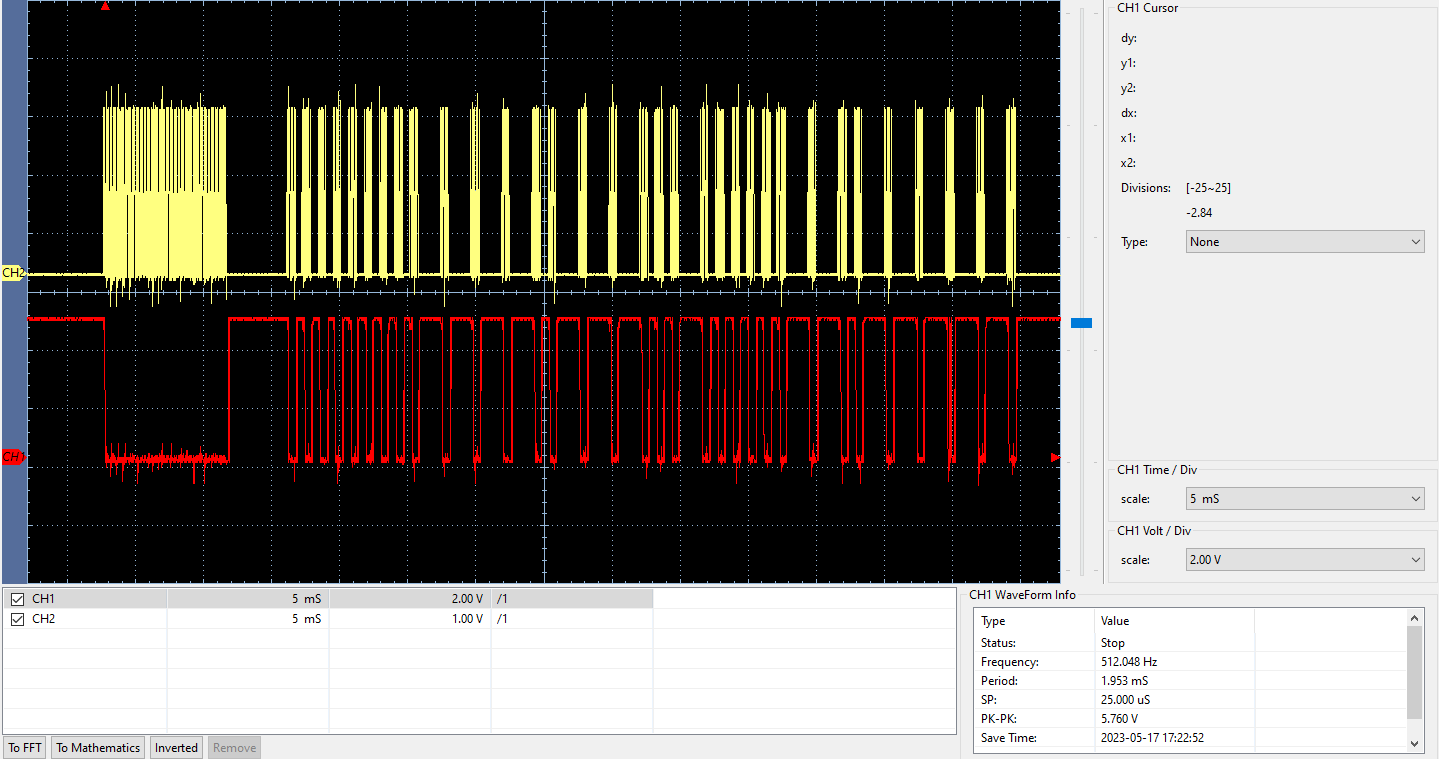 CH2
CH1
CH1 Cursor
dy:
y1:
y2:
dx:
x1:
x2:
Divisions: [-25~25]
-2.84
Type: None
CH1 Time / Div
scale: 5 mS
CH1 Volt / Div
scale: 2.00 V
CH1 5 mS 2.00 V /1
CH2 5 mS 1.00 V /1
To FFT To Mathematics Inverted Remove
CH1 WaveForm Info
Type Value
Status: Stop
Frequency: 512.048 Hz
Period: 1.953 mS
SP: 25.000 uS
PK-PK: 5.760 V
Save Time: 2023-05-17 17:22:52